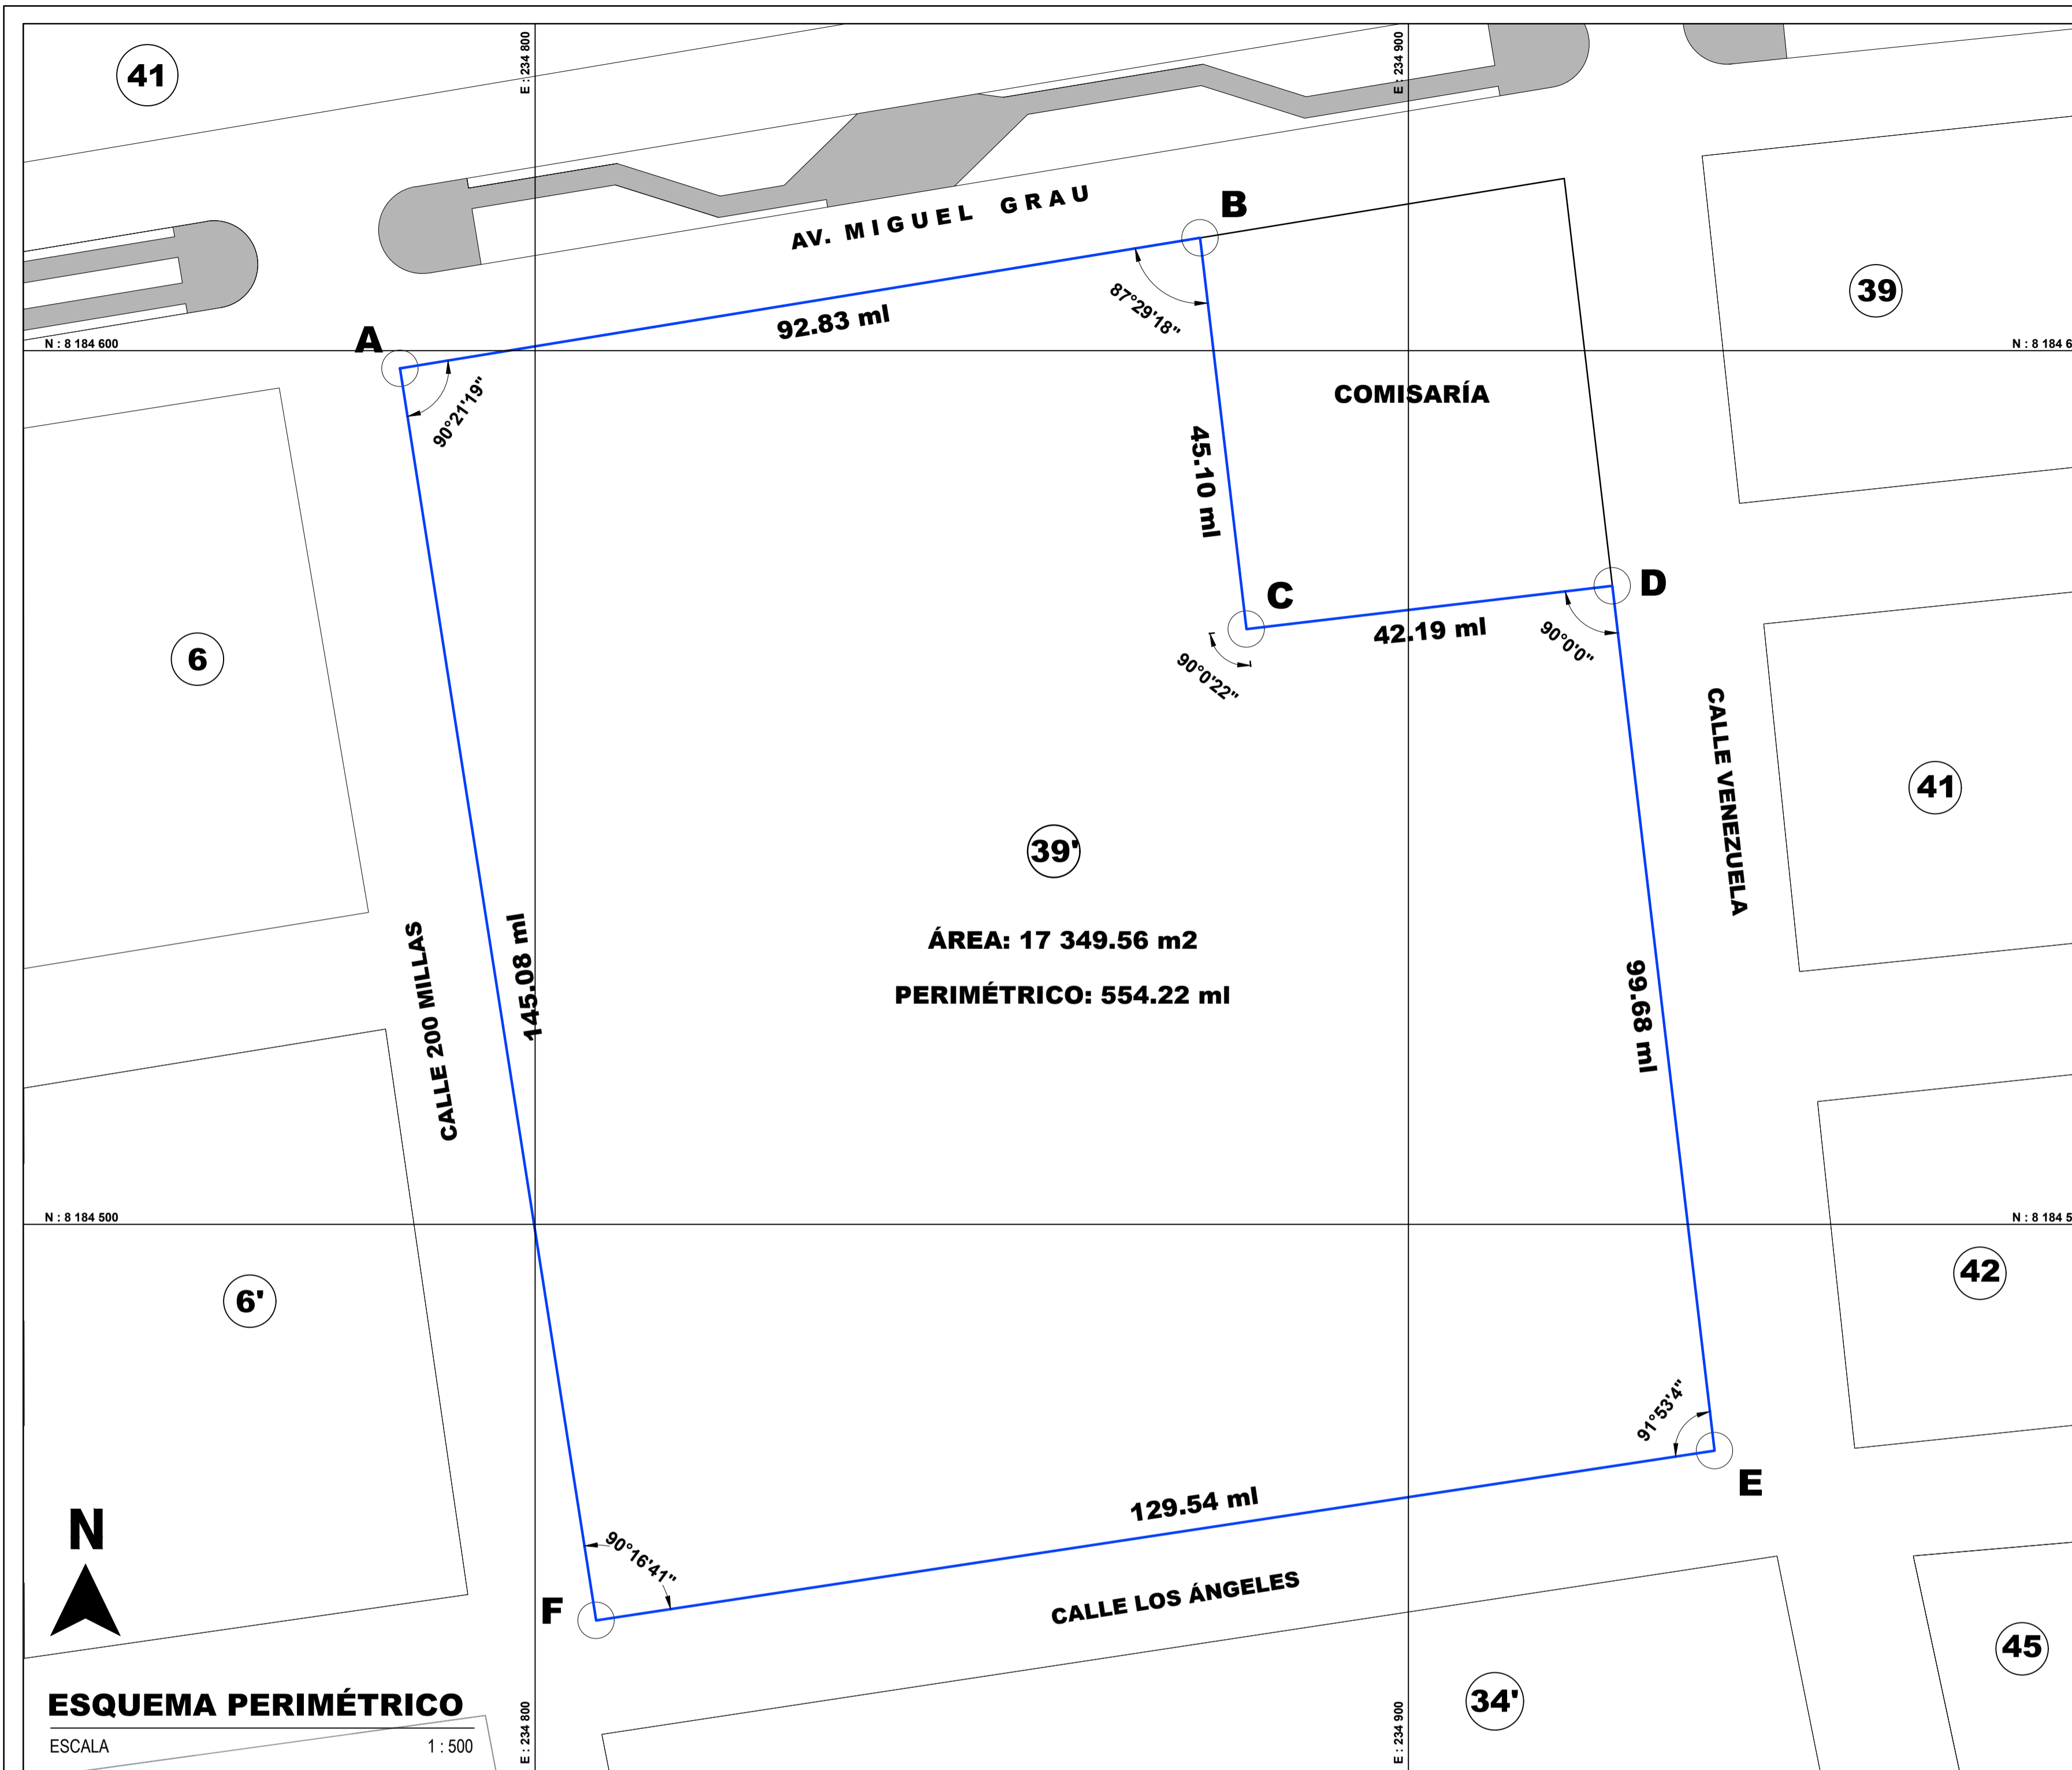 41
E : 234 800
E : 234 900
AV. MIGUEL GRAU
B
39
87°29'18"
92.83 ml
A
N : 8 184 600
N : 8 184 6
90°21'19"
COMISARÍA
45.10 ml
C
D
42.19 ml
90°0'0"
90°0'22"
6
CALLE VENEZUELA
41
39'
ÁREA: 17 349.56 m2
PERIMÉTRICO: 554.22 ml
145.08 ml
CALLE 200 MILLAS
99.68 ml
N : 8 184 500
N : 8 184 5
6'
42
91°53'4"
E
129.54 ml
N
90°16'41"
F
CALLE LOS ÁNGELES
45
34'
ESQUEMA PERIMÉTRICO
ESCALA 1 : 500
E : 234 800
E : 234 900